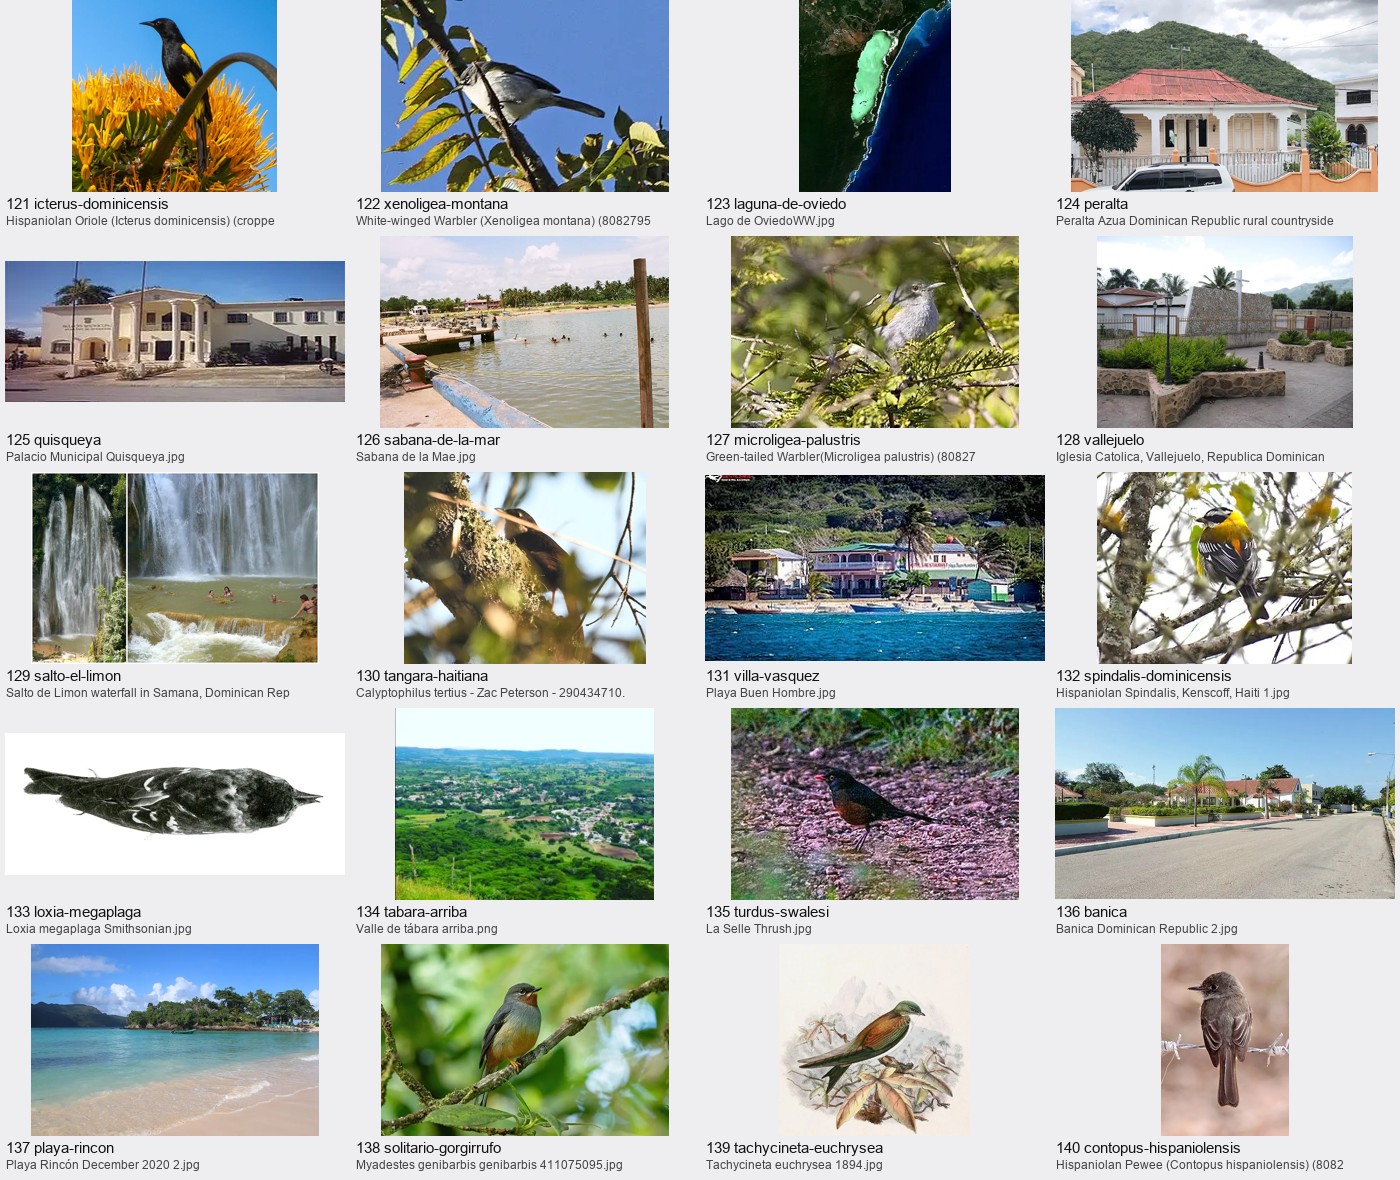 121 icterus-dominicensis
Hispaniolan Oriole (Icterus dominicensis) (croppe
122 xenoligea-montana
White-winged Warbler (Xenoligea montana) (8082795
123 laguna-de-oviedo
Lago de OviedoWW.jpg
124 peralta
Peralta Azua Dominican Republic rural countryside
125 quisqueya
Palacio Municipal Quisqueya.jpg
126 sabana-de-la-mar
Sabana de la Mae.jpg
127 microligea-palustris
Green-tailed Warbler(Microligea palustris) (80827
128 vallejuelo
Iglesia Catolica, Vallejuelo, Republica Dominican
129 salto-el-limon
Salto de Limon waterfall in Samana, Dominican Rep
130 tangara-haitiana
Calyptophilus tertius - Zac Peterson - 290434710.
131 villa-vasquez
Playa Buen Hombre.jpg
132 spindalis-dominicensis
Hispaniolan Spindalis, Kenscoff, Haiti 1.jpg
133 loxia-megaplaga
Loxia megaplaga Smithsonian.jpg
134 tabara-arriba
Valle de tábara arriba.png
135 turdus-swalesi
La Selle Thrush.jpg
136 banica
Banica Dominican Republic 2.jpg
137 playa-rincon
Playa Rincón December 2020 2.jpg
138 solitario-gorgirrufo
Myadestes genibarbis genibarbis 411075095.jpg
139 tachycineta-euchrysea
Tachycineta euchrysea 1894.jpg
140 contopus-hispaniolensis
Hispaniolan Pewee (Contopus hispaniolensis) (8082